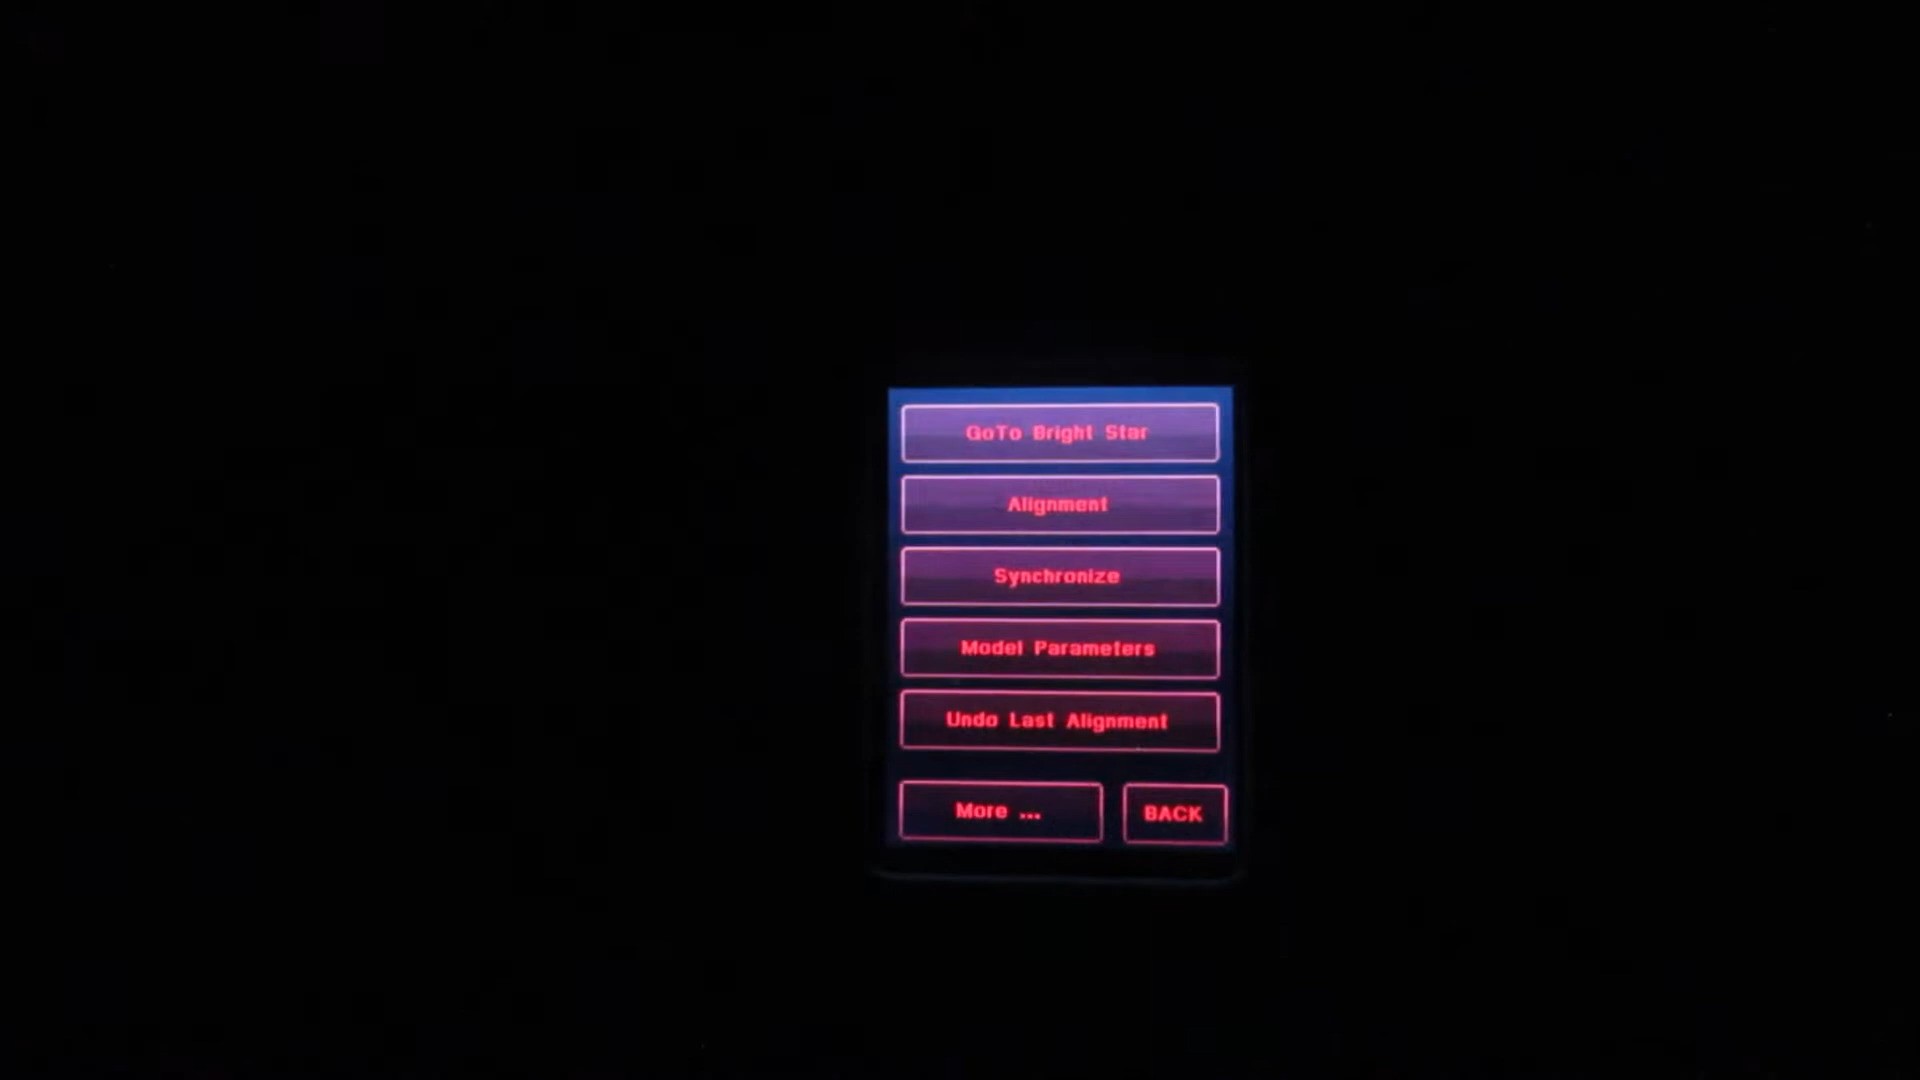 GoTo Bright Star
Alignment
Synchronize
Model Parameters
Undo Last Alignment
More ...
BACK